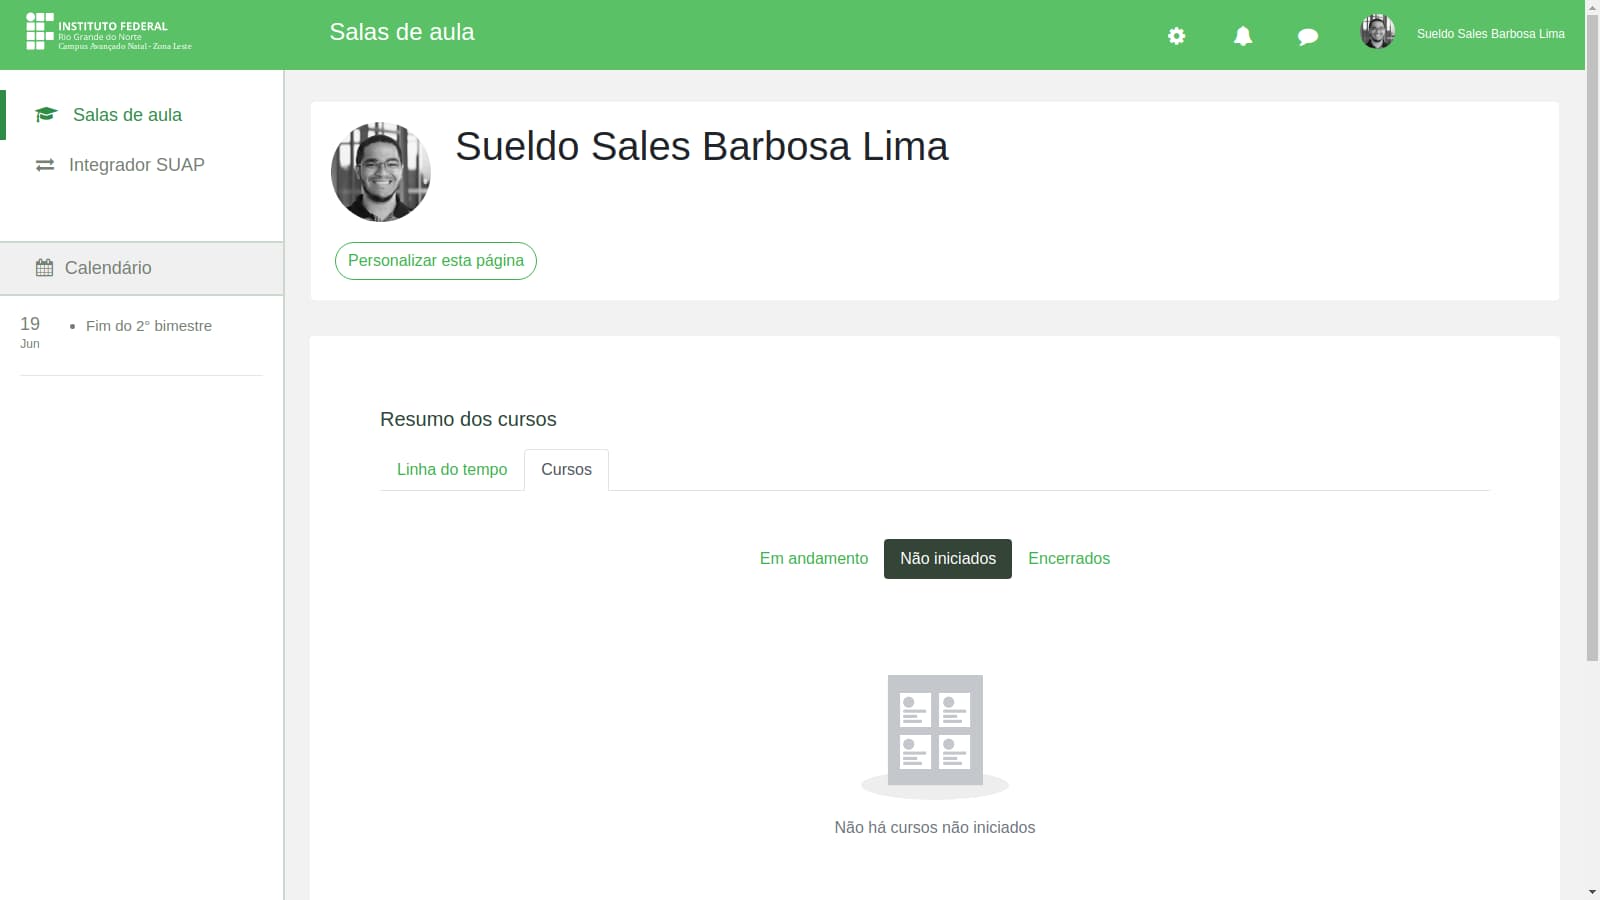 INSTITUTO FEDERAL
Rio Grande do Norte
Campus Avançado Natal - Zona Leste
Salas de aula
Sueldo Sales Barbosa Lima
Salas de aula
Integrador SUAP
Calendário
19
Jun
Fim do 2° bimestre
Sueldo Sales Barbosa Lima
Personalizar esta página
Resumo dos cursos
Linha do tempo
Cursos
Em andamento
Não iniciados
Encerrados
Não há cursos não iniciados